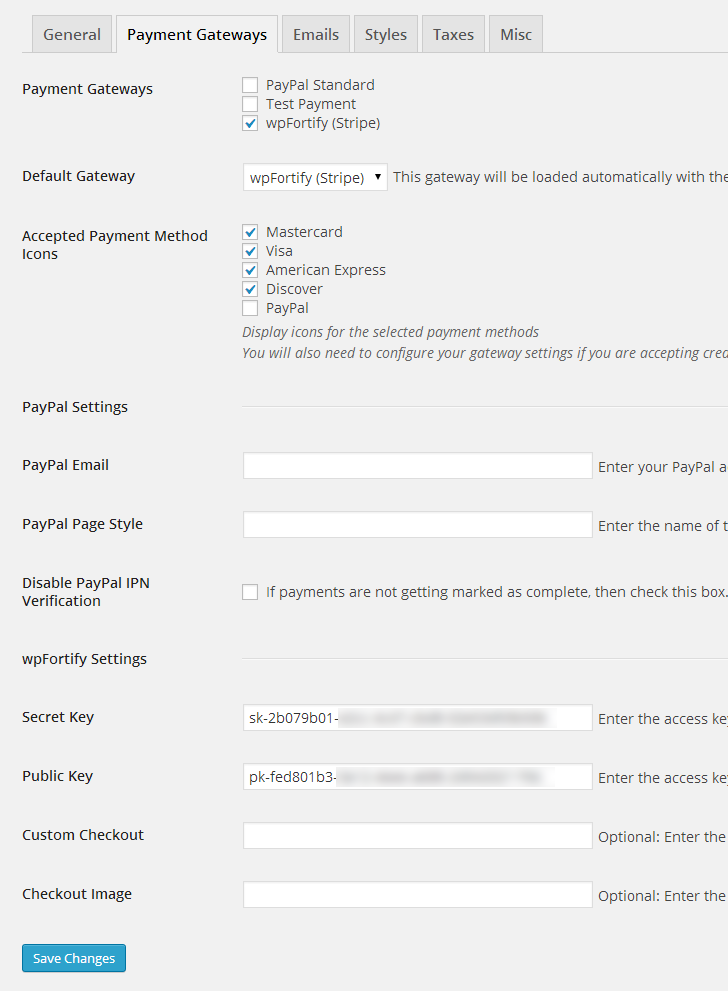 General Payment Gateways Emails Styles Taxes Misc
Payment Gateways
PayPal Standard
Test Payment
wpFortify (Stripe)
Default Gateway
wpFortify (Stripe) This gateway will be loaded automatically with the
Accepted Payment Method
Icons
Mastercard
Visa
American Express
Discover
PayPal
Display icons for the selected payment methods
You will also need to configure your gateway settings if you are accepting cred
PayPal Settings
PayPal Email
Enter your PayPal a
PayPal Page Style
Enter the name of t
Disable PayPal IPN
Verification
If payments are not getting marked as complete, then check this box.
wpFortify Settings
Secret Key
sk-2b079b01- Enter the access key
Public Key
pk-fed801b3- Enter the access key
Custom Checkout
Optional: Enter the
Checkout Image
Optional: Enter the
Save Changes